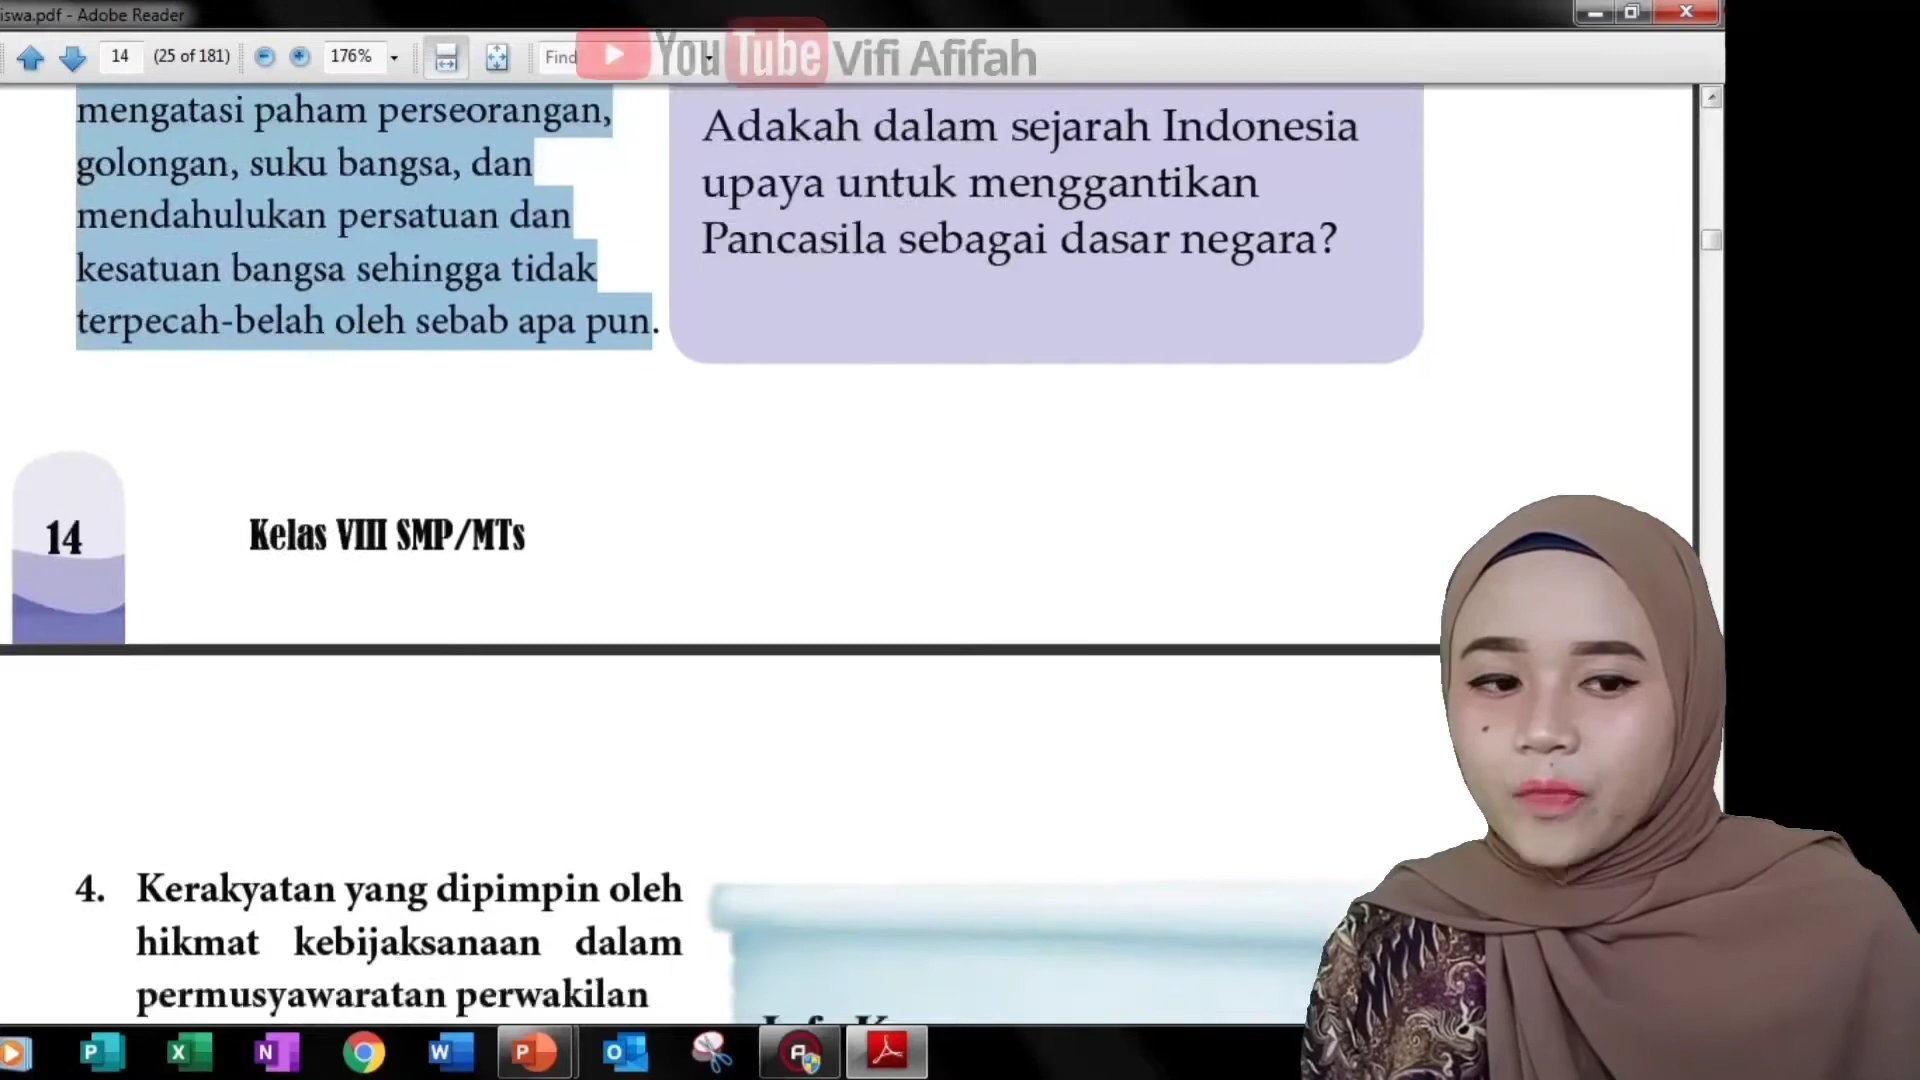 iswa.pdf - Adobe Reader
14 (25 of 181) 176% Find
YouTube Vifi Afifah
mengatasi paham perseorangan,
golongan, suku bangsa, dan
mendahulukan persatuan dan
kesatuan bangsa sehingga tidak
terpecah-belah oleh sebab apa pun.
Adakah dalam sejarah Indonesia
upaya untuk menggantikan
Pancasila sebagai dasar negara?
14
Kelas VIII SMP/MTs
4. Kerakyatan yang dipimpin oleh
hikmat kebijaksanaan dalam
permusyawaratan perwakilan